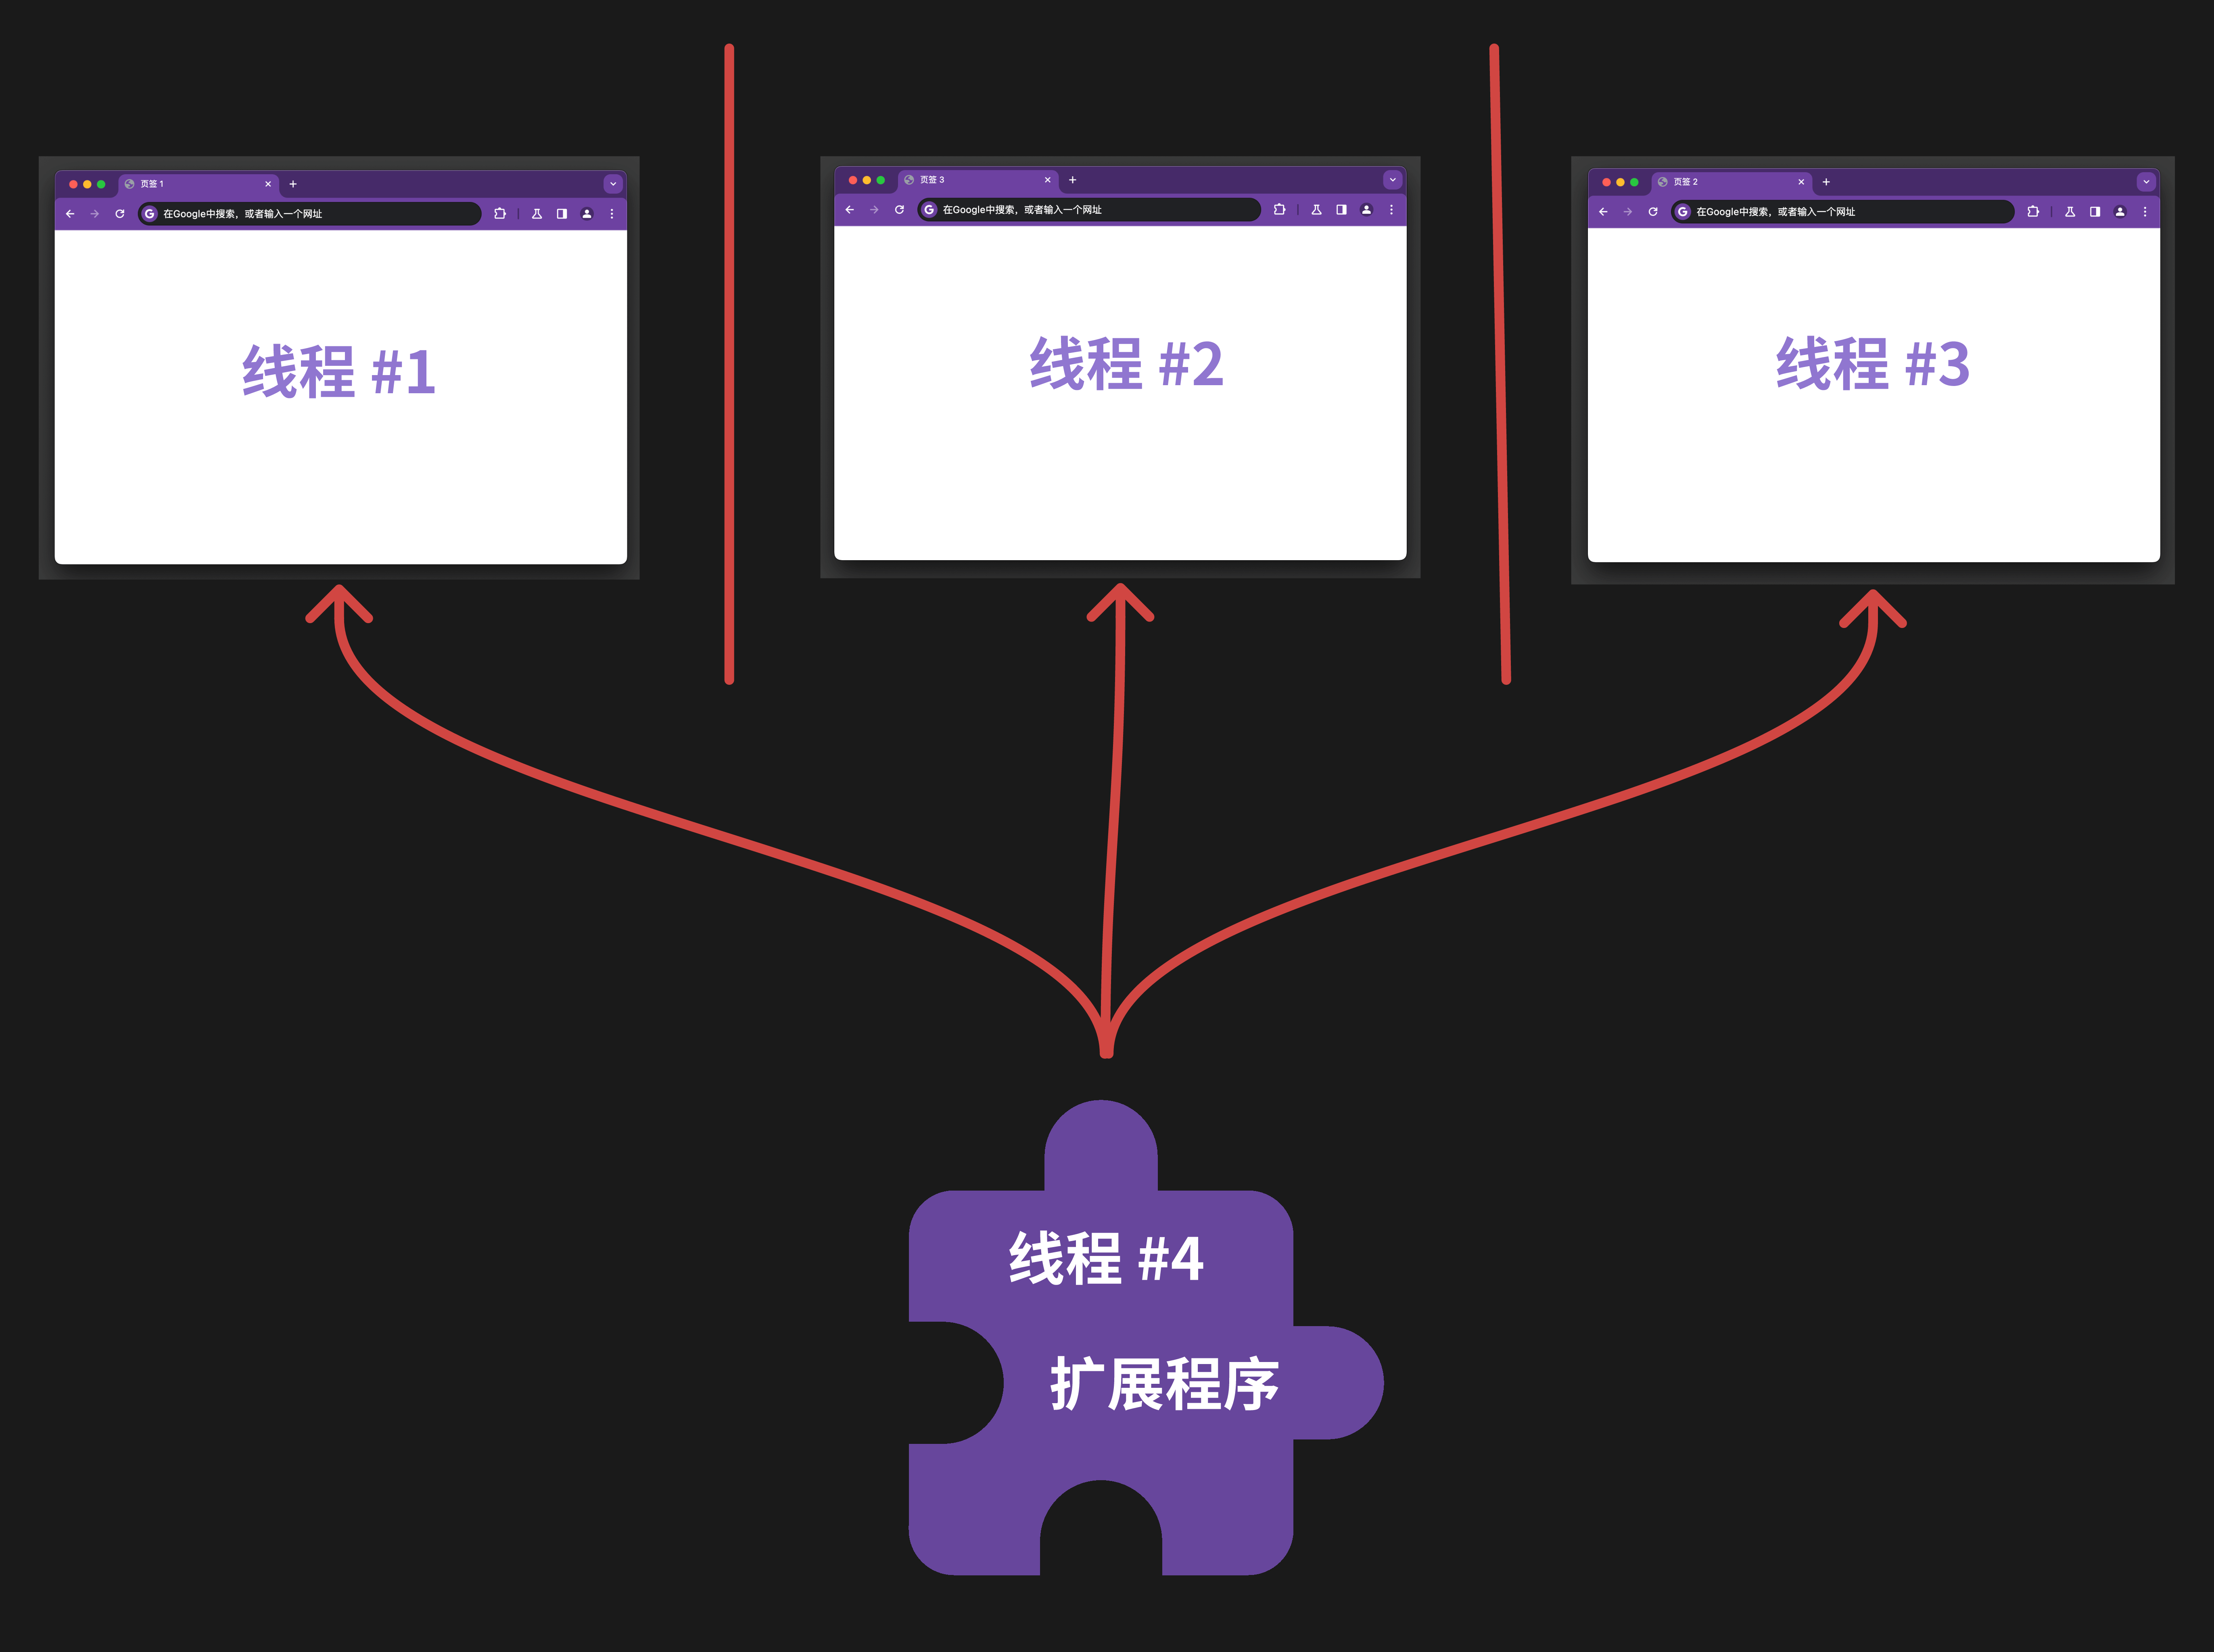 页签 1
在Google中搜索，或者输入一个网址
线程 #1
页签 3
在Google中搜索，或者输入一个网址
线程 #2
页签 2
在Google中搜索，或者输入一个网址
线程 #3
线程 #4
扩展程序